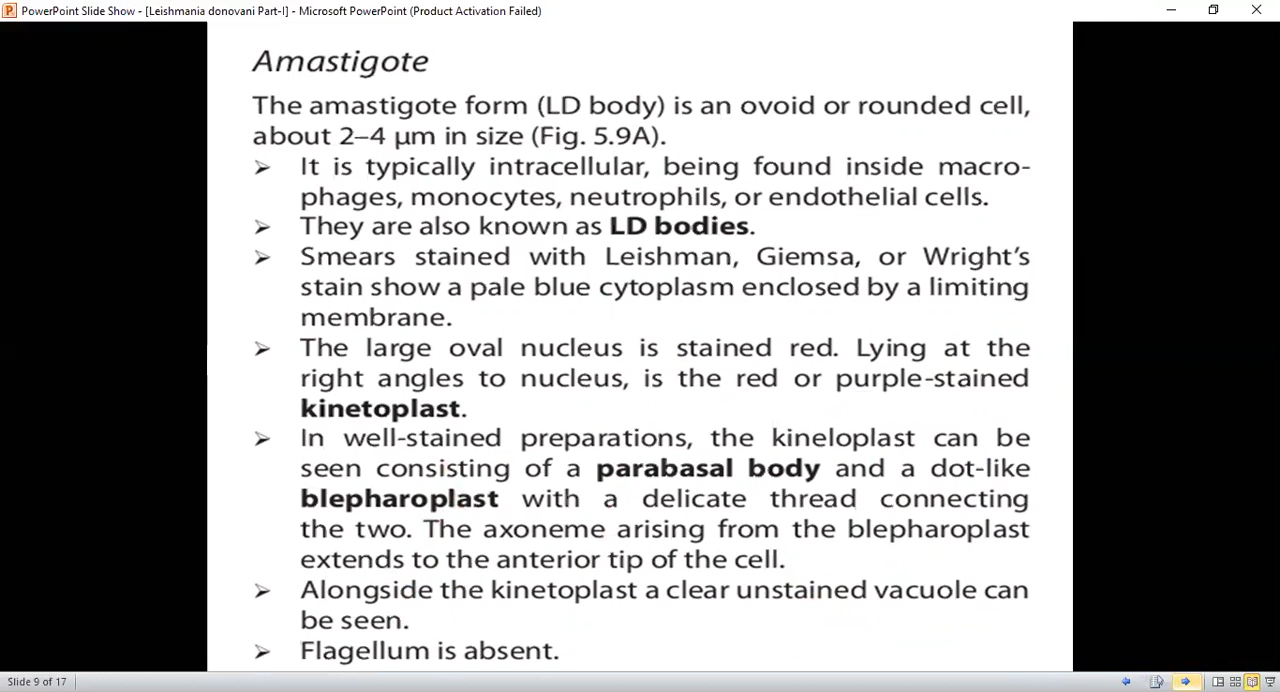 PowerPoint Slide Show - [Leishmania donovani Part-I] - Microsoft PowerPoint (Product Activation Failed)
Amastigote
The amastigote form (LD body) is an ovoid or rounded cell,
about 2–4 μm in size (Fig. 5.9A).
➢ It is typically intracellular, being found inside macro-
phages, monocytes, neutrophils, or endothelial cells.
➢ They are also known as LD bodies.
➢ Smears stained with Leishman, Giemsa, or Wright's
stain show a pale blue cytoplasm enclosed by a limiting
membrane.
➢ The large oval nucleus is stained red. Lying at the
right angles to nucleus, is the red or purple-stained
kinetoplast.
➢ In well-stained preparations, the kineloplast can be
seen consisting of a parabasal body and a dot-like
blepharoplast with a delicate thread connecting
the two. The axoneme arising from the blepharoplast
extends to the anterior tip of the cell.
➢ Alongside the kinetoplast a clear unstained vacuole can
be seen.
➢ Flagellum is absent.
Slide 9 of 17